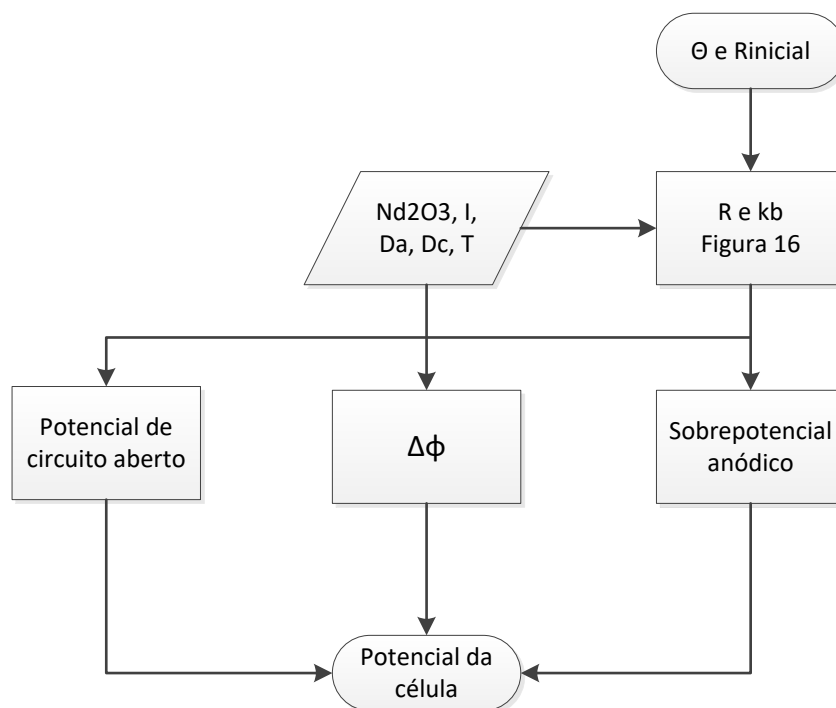 Θ e Rinicial
Nd2O3, I,
Da, Dc, T
R e kb
Figura 16
Potencial de
circuito aberto
Δϕ
Sobrepotencial
anódico
Potencial da
célula